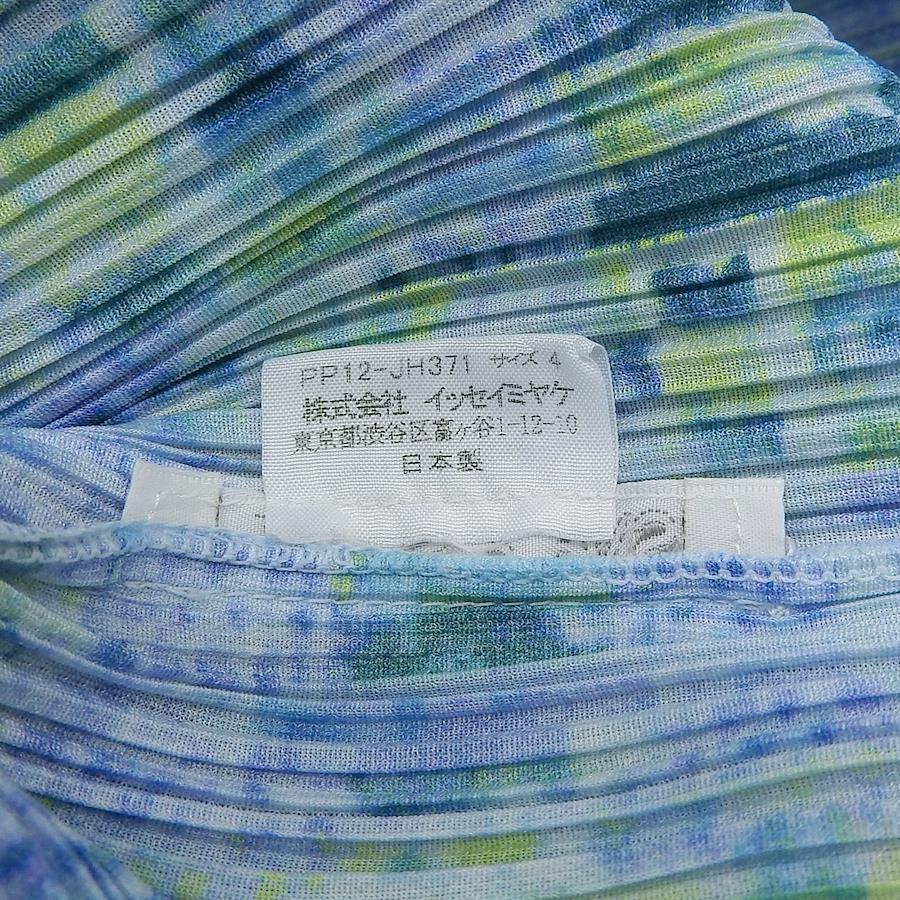 PP12-JH371 サイズ 4
株式会社 イッセイミヤケ
東京都渋谷区富ヶ谷1-12-10
日本製